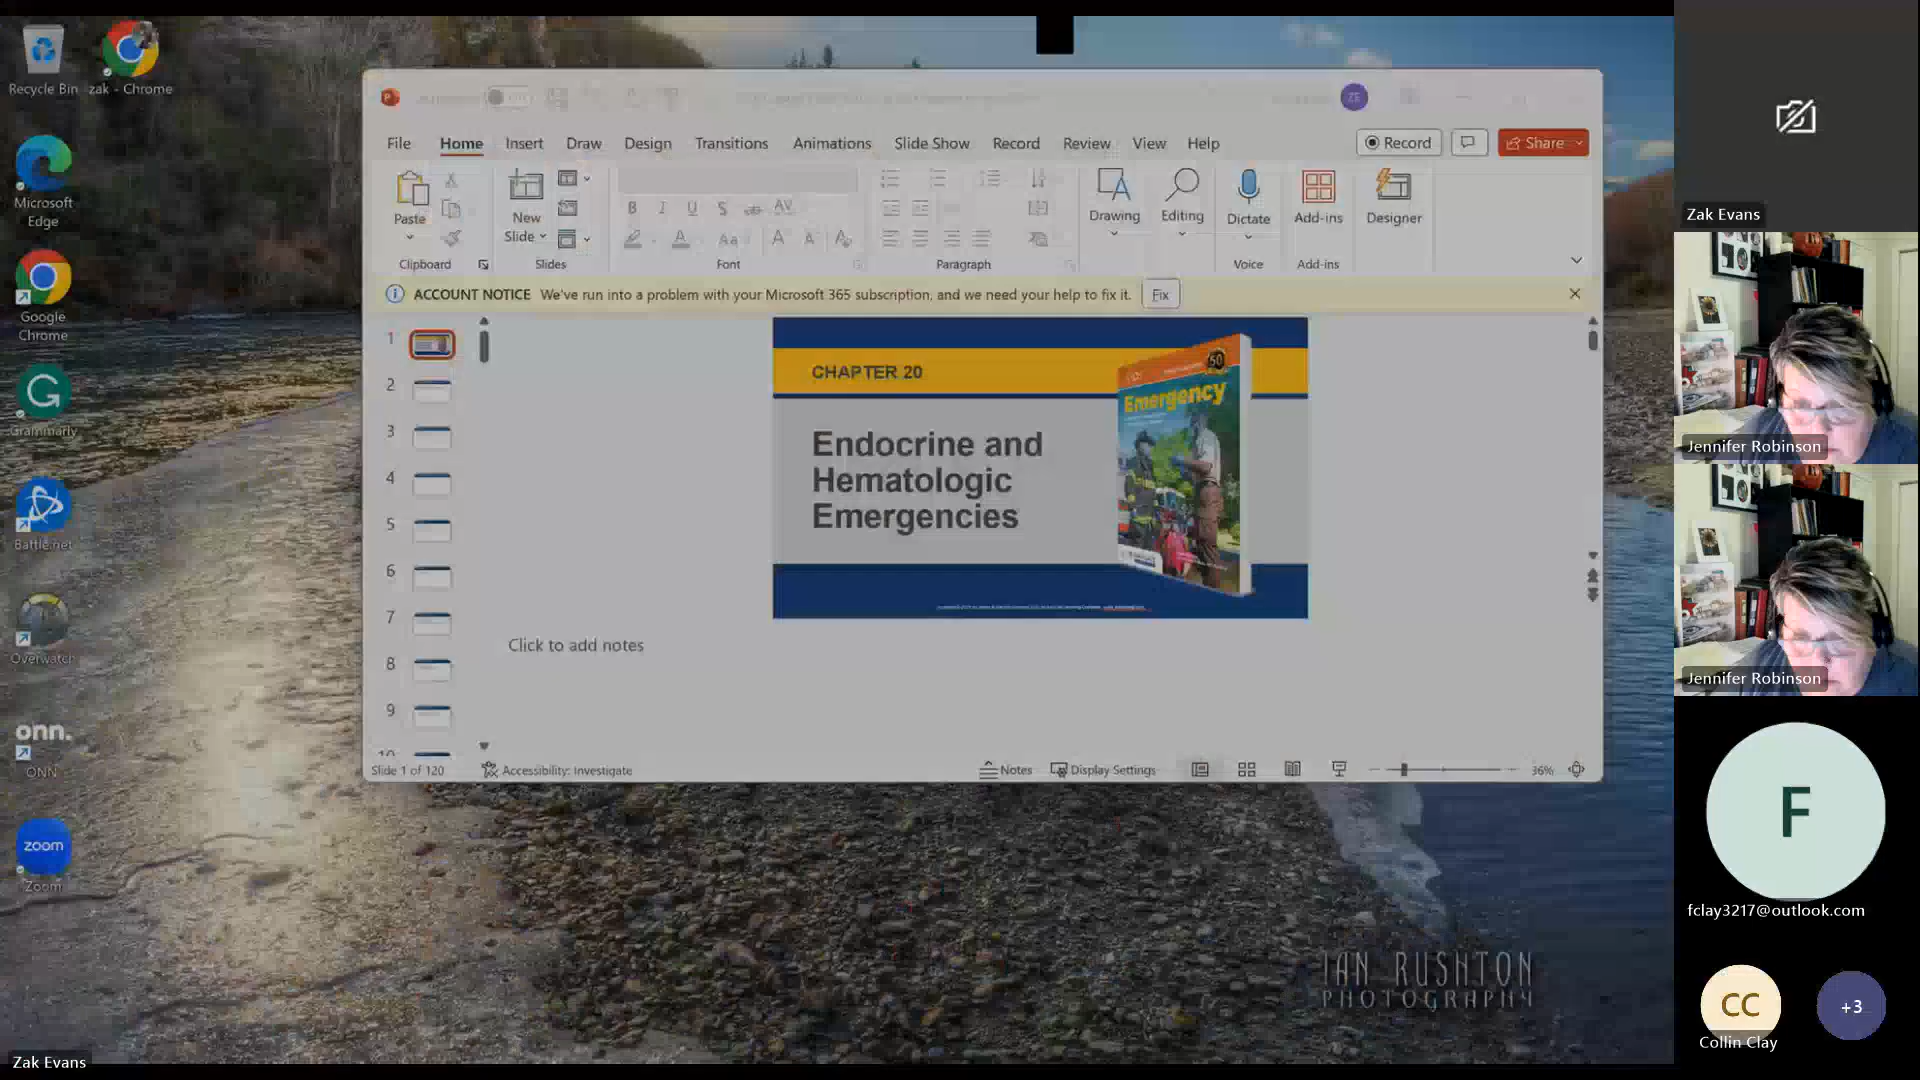 Recycle Bin
zak - Chrome
Microsoft
Edge
Google
Chrome
Grammarly
Battle.net
Overwatch
onn.
ONN
zoom
Zoom
ZE
File
Home
Insert
Draw
Design
Transitions
Animations
Slide Show
Record
Review
View
Help
Record
Share
Paste
New
Slide
Drawing
Editing
Dictate
Add-ins
Designer
Clipboard
Slides
Font
Paragraph
Voice
Add-ins
ACCOUNT NOTICE We've run into a problem with your Microsoft 365 subscription, and we need your help to fix it. Fix
1
2
3
4
5
6
7
8
9
10
CHAPTER 20
Endocrine and
Hematologic
Emergencies
50
Emergency
Click to add notes
Slide 1 of 120
Accessibility: Investigate
Notes
Display Settings
36%
IAN RUSHTON
PHOTOGRAPHY
Zak Evans
Zak Evans
Jennifer Robinson
Jennifer Robinson
F
fclay3217@outlook.com
CC
Collin Clay
+3